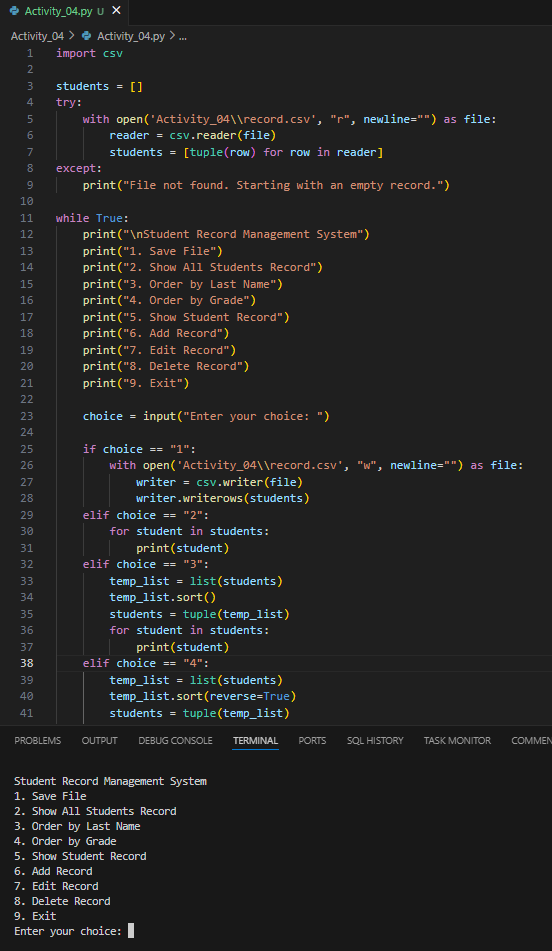 Activity_04.py U ×
Activity_04 > Activity_04.py > ...
1 import csv
2
3 students = []
4 try:
5     with open('Activity_04\\record.csv', "r", newline="") as file:
6         reader = csv.reader(file)
7         students = [tuple(row) for row in reader]
8 except:
9     print("File not found. Starting with an empty record.")
10
11 while True:
12     print("\nStudent Record Management System")
13     print("1. Save File")
14     print("2. Show All Students Record")
15     print("3. Order by Last Name")
16     print("4. Order by Grade")
17     print("5. Show Student Record")
18     print("6. Add Record")
19     print("7. Edit Record")
20     print("8. Delete Record")
21     print("9. Exit")
22
23     choice = input("Enter your choice: ")
24
25     if choice == "1":
26         with open('Activity_04\\record.csv', "w", newline="") as file:
27             writer = csv.writer(file)
28             writer.writerows(students)
29     elif choice == "2":
30         for student in students:
31             print(student)
32     elif choice == "3":
33         temp_list = list(students)
34         temp_list.sort()
35         students = tuple(temp_list)
36         for student in students:
37             print(student)
38     elif choice == "4":
39         temp_list = list(students)
40         temp_list.sort(reverse=True)
41         students = tuple(temp_list)
PROBLEMS OUTPUT DEBUG CONSOLE TERMINAL PORTS SQL HISTORY TASK MONITOR COMMEN
Student Record Management System
1. Save File
2. Show All Students Record
3. Order by Last Name
4. Order by Grade
5. Show Student Record
6. Add Record
7. Edit Record
8. Delete Record
9. Exit
Enter your choice: